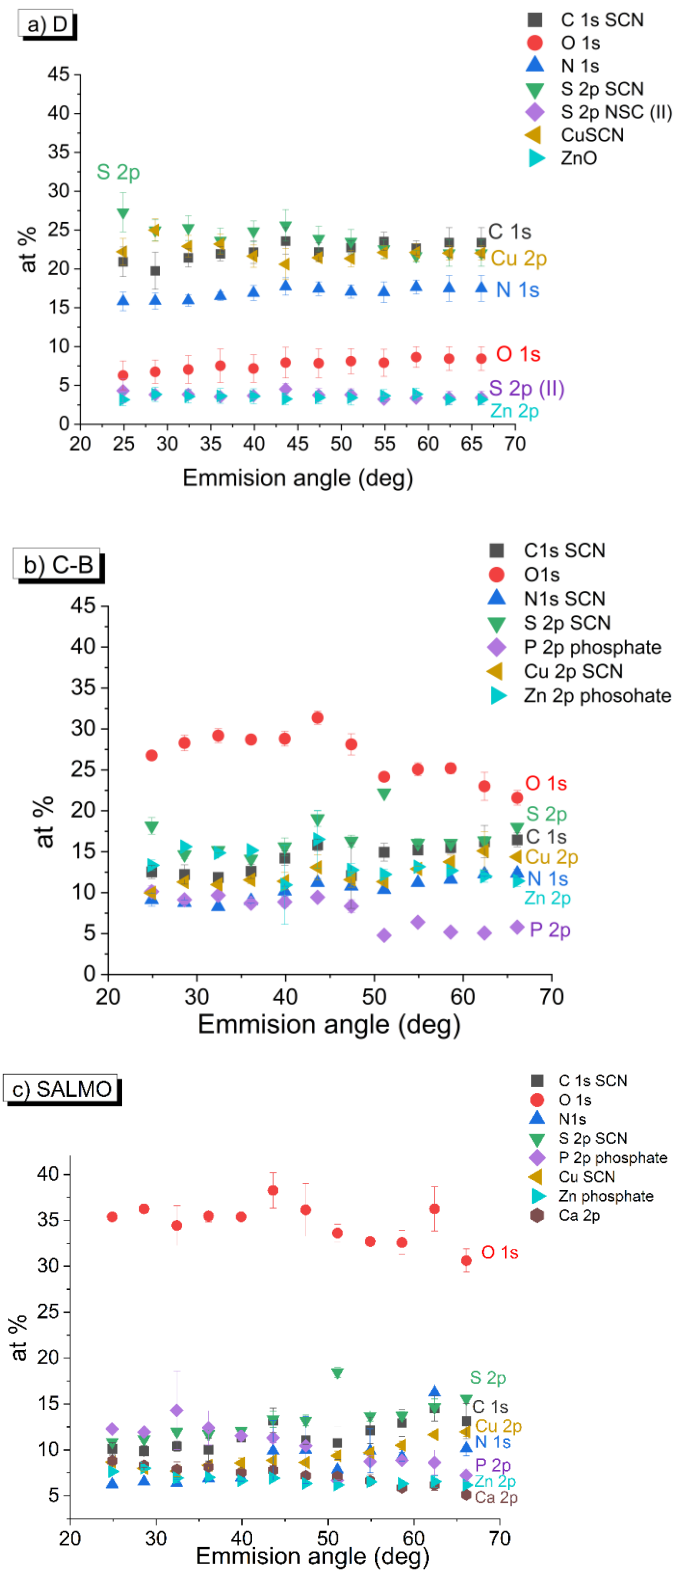 a) D
C 1s SCN
O 1s
N 1s
S 2p SCN
S 2p NSC (II)
CuSCN
ZnO
45
40
35
30
25
20
15
10
5
0
at %
S 2p
C 1s
Cu 2p
N 1s
O 1s
S 2p (II)
Zn 2p
20 25 30 35 40 45 50 55 60 65 70
Emmision angle (deg)
b) C-B
C1s SCN
O1s
N1s SCN
S 2p SCN
P 2p phosphate
Cu 2p SCN
Zn 2p phosohate
45
40
35
30
25
20
15
10
5
0
at %
O 1s
S 2p
C 1s
Cu 2p
N 1s
Zn 2p
P 2p
20 30 40 50 60 70
Emmision angle (deg)
c) SALMO
C 1s SCN
O 1s
N1s
S 2p SCN
P 2p phosphate
Cu SCN
Zn phosphate
Ca 2p
40
35
30
25
20
15
10
5
at %
O 1s
S 2p
C 1s
Cu 2p
N 1s
P 2p
Zn 2p
Ca 2p
20 30 40 50 60 70
Emmision angle (deg)